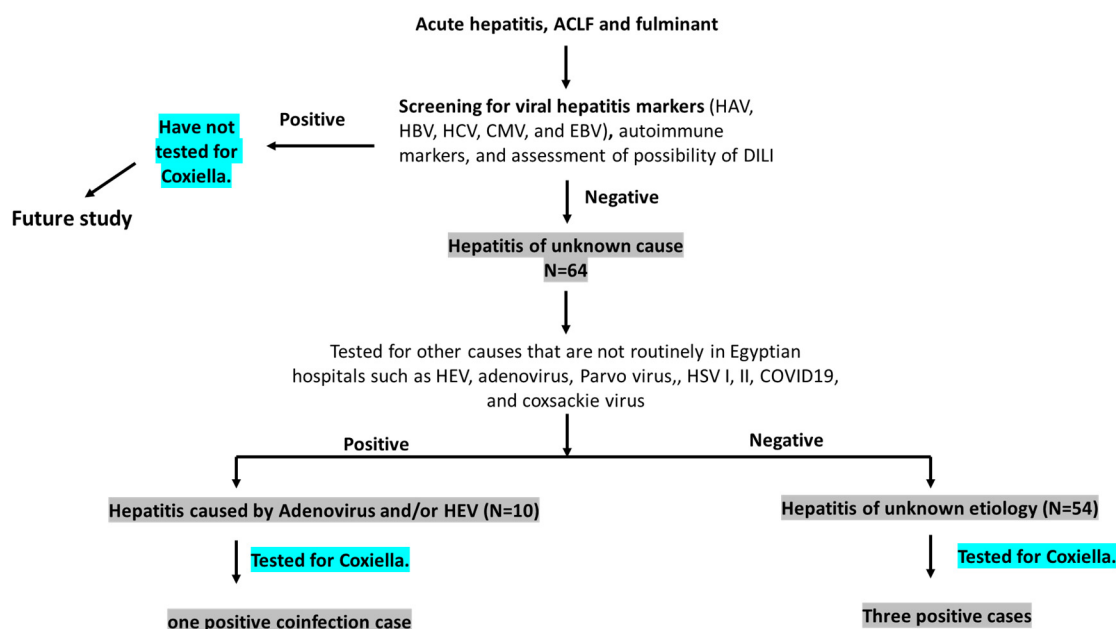 Acute hepatitis, ACLF and fulminant
Screening for viral hepatitis markers (HAV,
HBV, HCV, CMV, and EBV), autoimmune
markers, and assessment of possibility of DILI
Positive
Have not
tested for
Coxiella.
Future study
Negative
Hepatitis of unknown cause
N=64
Tested for other causes that are not routinely in Egyptian
hospitals such as HEV, adenovirus, Parvo virus,, HSV I, II, COVID19,
and coxsackie virus
Positive
Negative
Hepatitis caused by Adenovirus and/or HEV (N=10)
Hepatitis of unknown etiology (N=54)
Tested for Coxiella.
Tested for Coxiella.
one positive coinfection case
Three positive cases